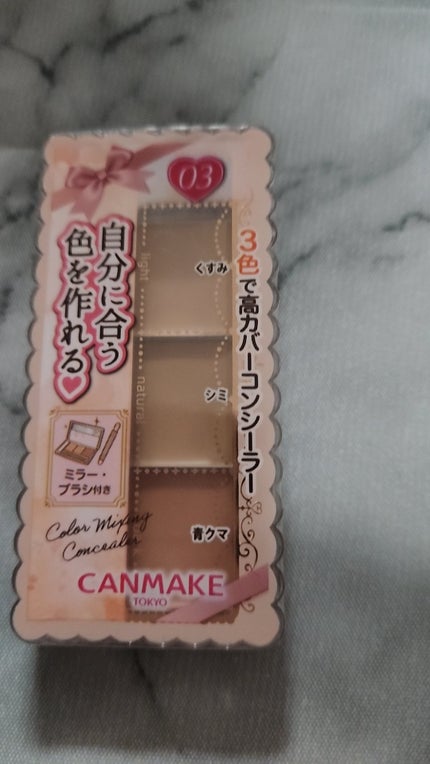 03
3色で高カバーコンシーラー
自分に合う
色を作れる
light
くすみ
natural
シミ
青クマ
ミラー・
ブラシ付き
Color Mixing
Concealer
CANMAKE
TOKYO